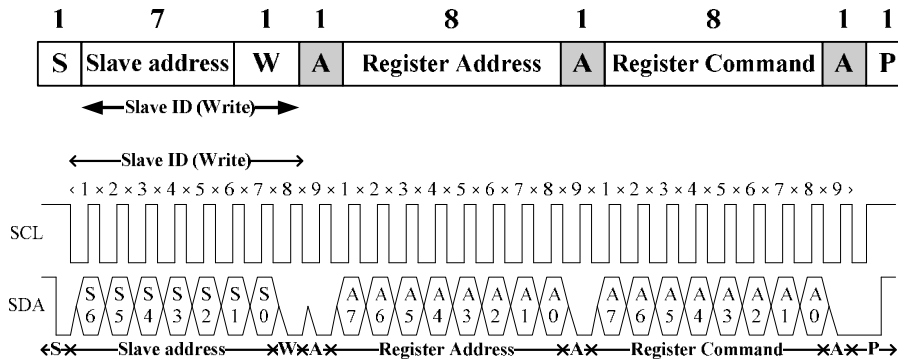 1 7 1 1 8 1 8 1 1
S Slave address W A Register Address A Register Command A P
Slave ID (Write)
Slave ID (Write)
1 × 2 × 3 × 4 × 5 × 6 × 7 × 8 × 9 × 1 × 2 × 3 × 4 × 5 × 6 × 7 × 8 × 9 × 1 × 2 × 3 × 4 × 5 × 6 × 7 × 8 × 9
SCL
SDA S6 S5 S4 S3 S2 S1 S0 A7 A6 A5 A4 A3 A2 A1 A0 A7 A6 A5 A4 A3 A2 A1 A0
S Slave address W A Register Address A Register Command A P